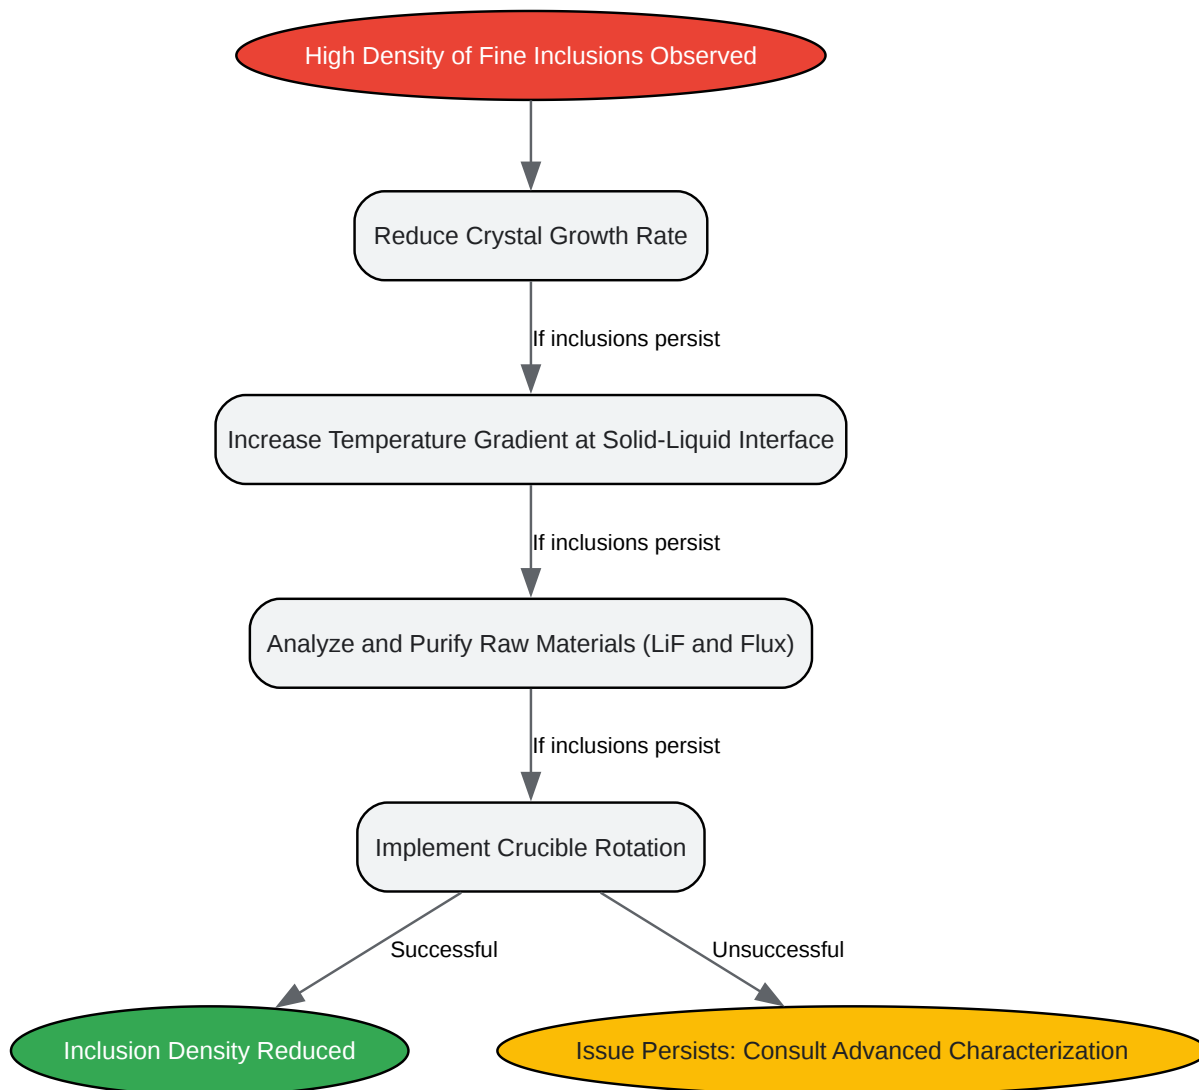 High Density of Fine Inclusions Observed
Reduce Crystal Growth Rate
If inclusions persist
Increase Temperature Gradient at Solid-Liquid Interface
If inclusions persist
Analyze and Purify Raw Materials (LiF and Flux)
If inclusions persist
Implement Crucible Rotation
Successful
Unsuccessful
Inclusion Density Reduced
Issue Persists: Consult Advanced Characterization